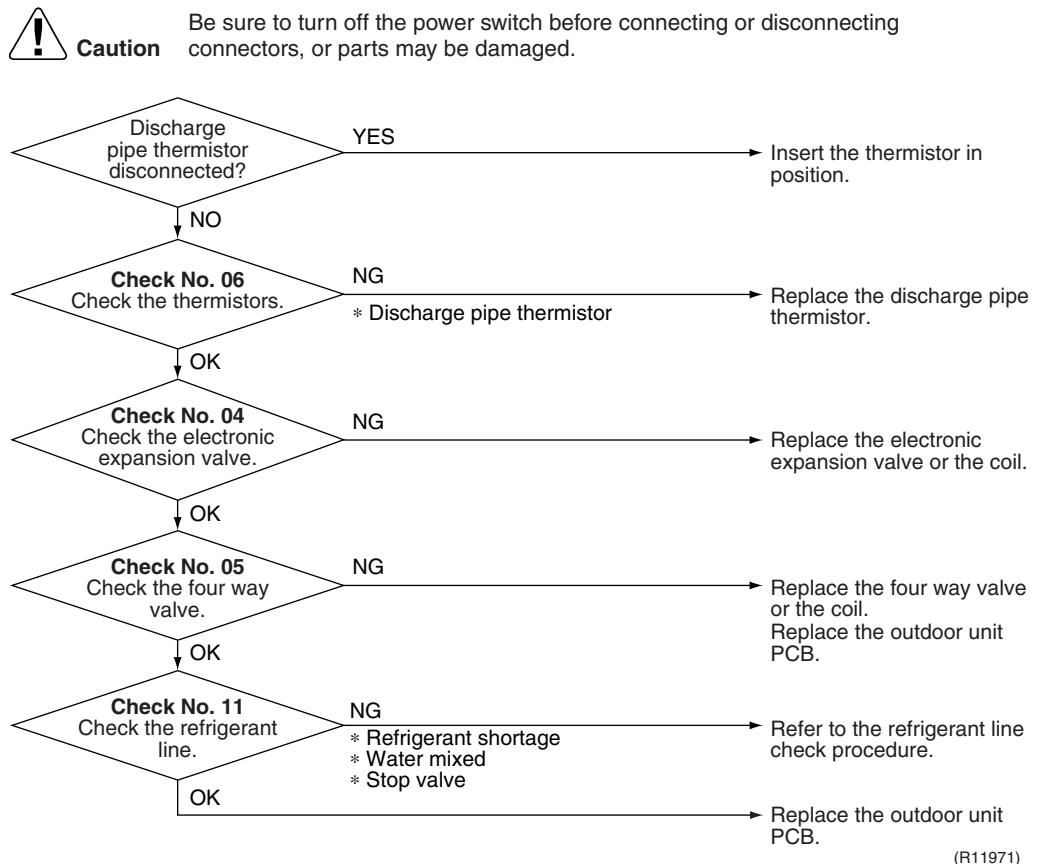 Caution
Be sure to turn off the power switch before connecting or disconnecting
connectors, or parts may be damaged.
Discharge
pipe thermistor
disconnected?
YES
Insert the thermistor in
position.
NO
Check No. 06
Check the thermistors.
NG
* Discharge pipe thermistor
Replace the discharge pipe
thermistor.
OK
Check No. 04
Check the electronic
expansion valve.
NG
Replace the electronic
expansion valve or the coil.
OK
Check No. 05
Check the four way
valve.
NG
Replace the four way valve
or the coil.
Replace the outdoor unit
PCB.
OK
Check No. 11
Check the refrigerant
line.
NG
* Refrigerant shortage
* Water mixed
* Stop valve
Refer to the refrigerant line
check procedure.
OK
Replace the outdoor unit
PCB.
(R11971)